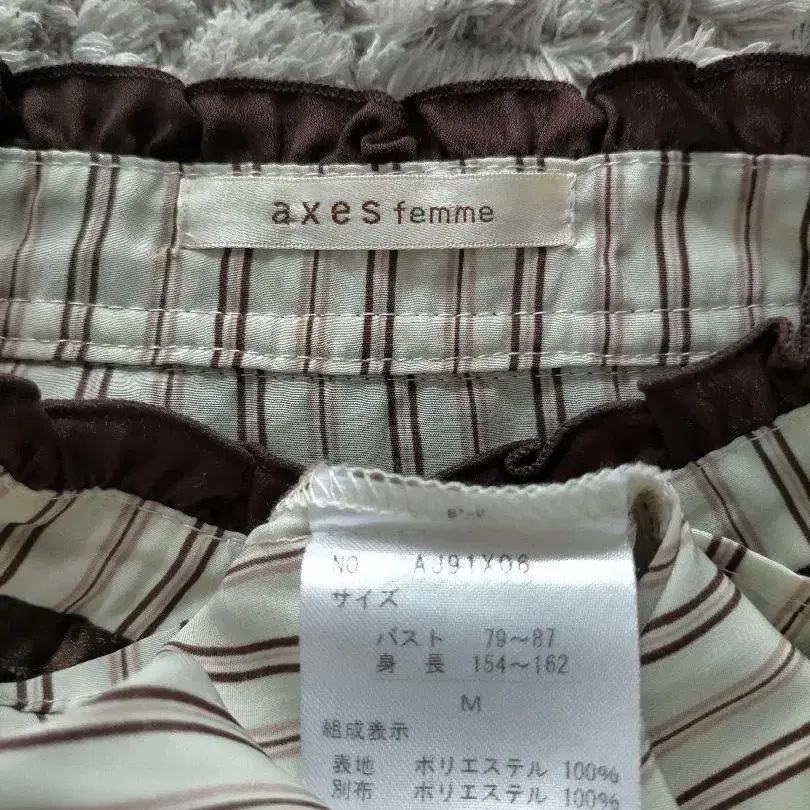 axes femme
NO AJ91X06
サイズ
バスト 79～87
身長 154～162
M
組成表示
表地 ポリエステル 100%
別布 ポリエステル 100%